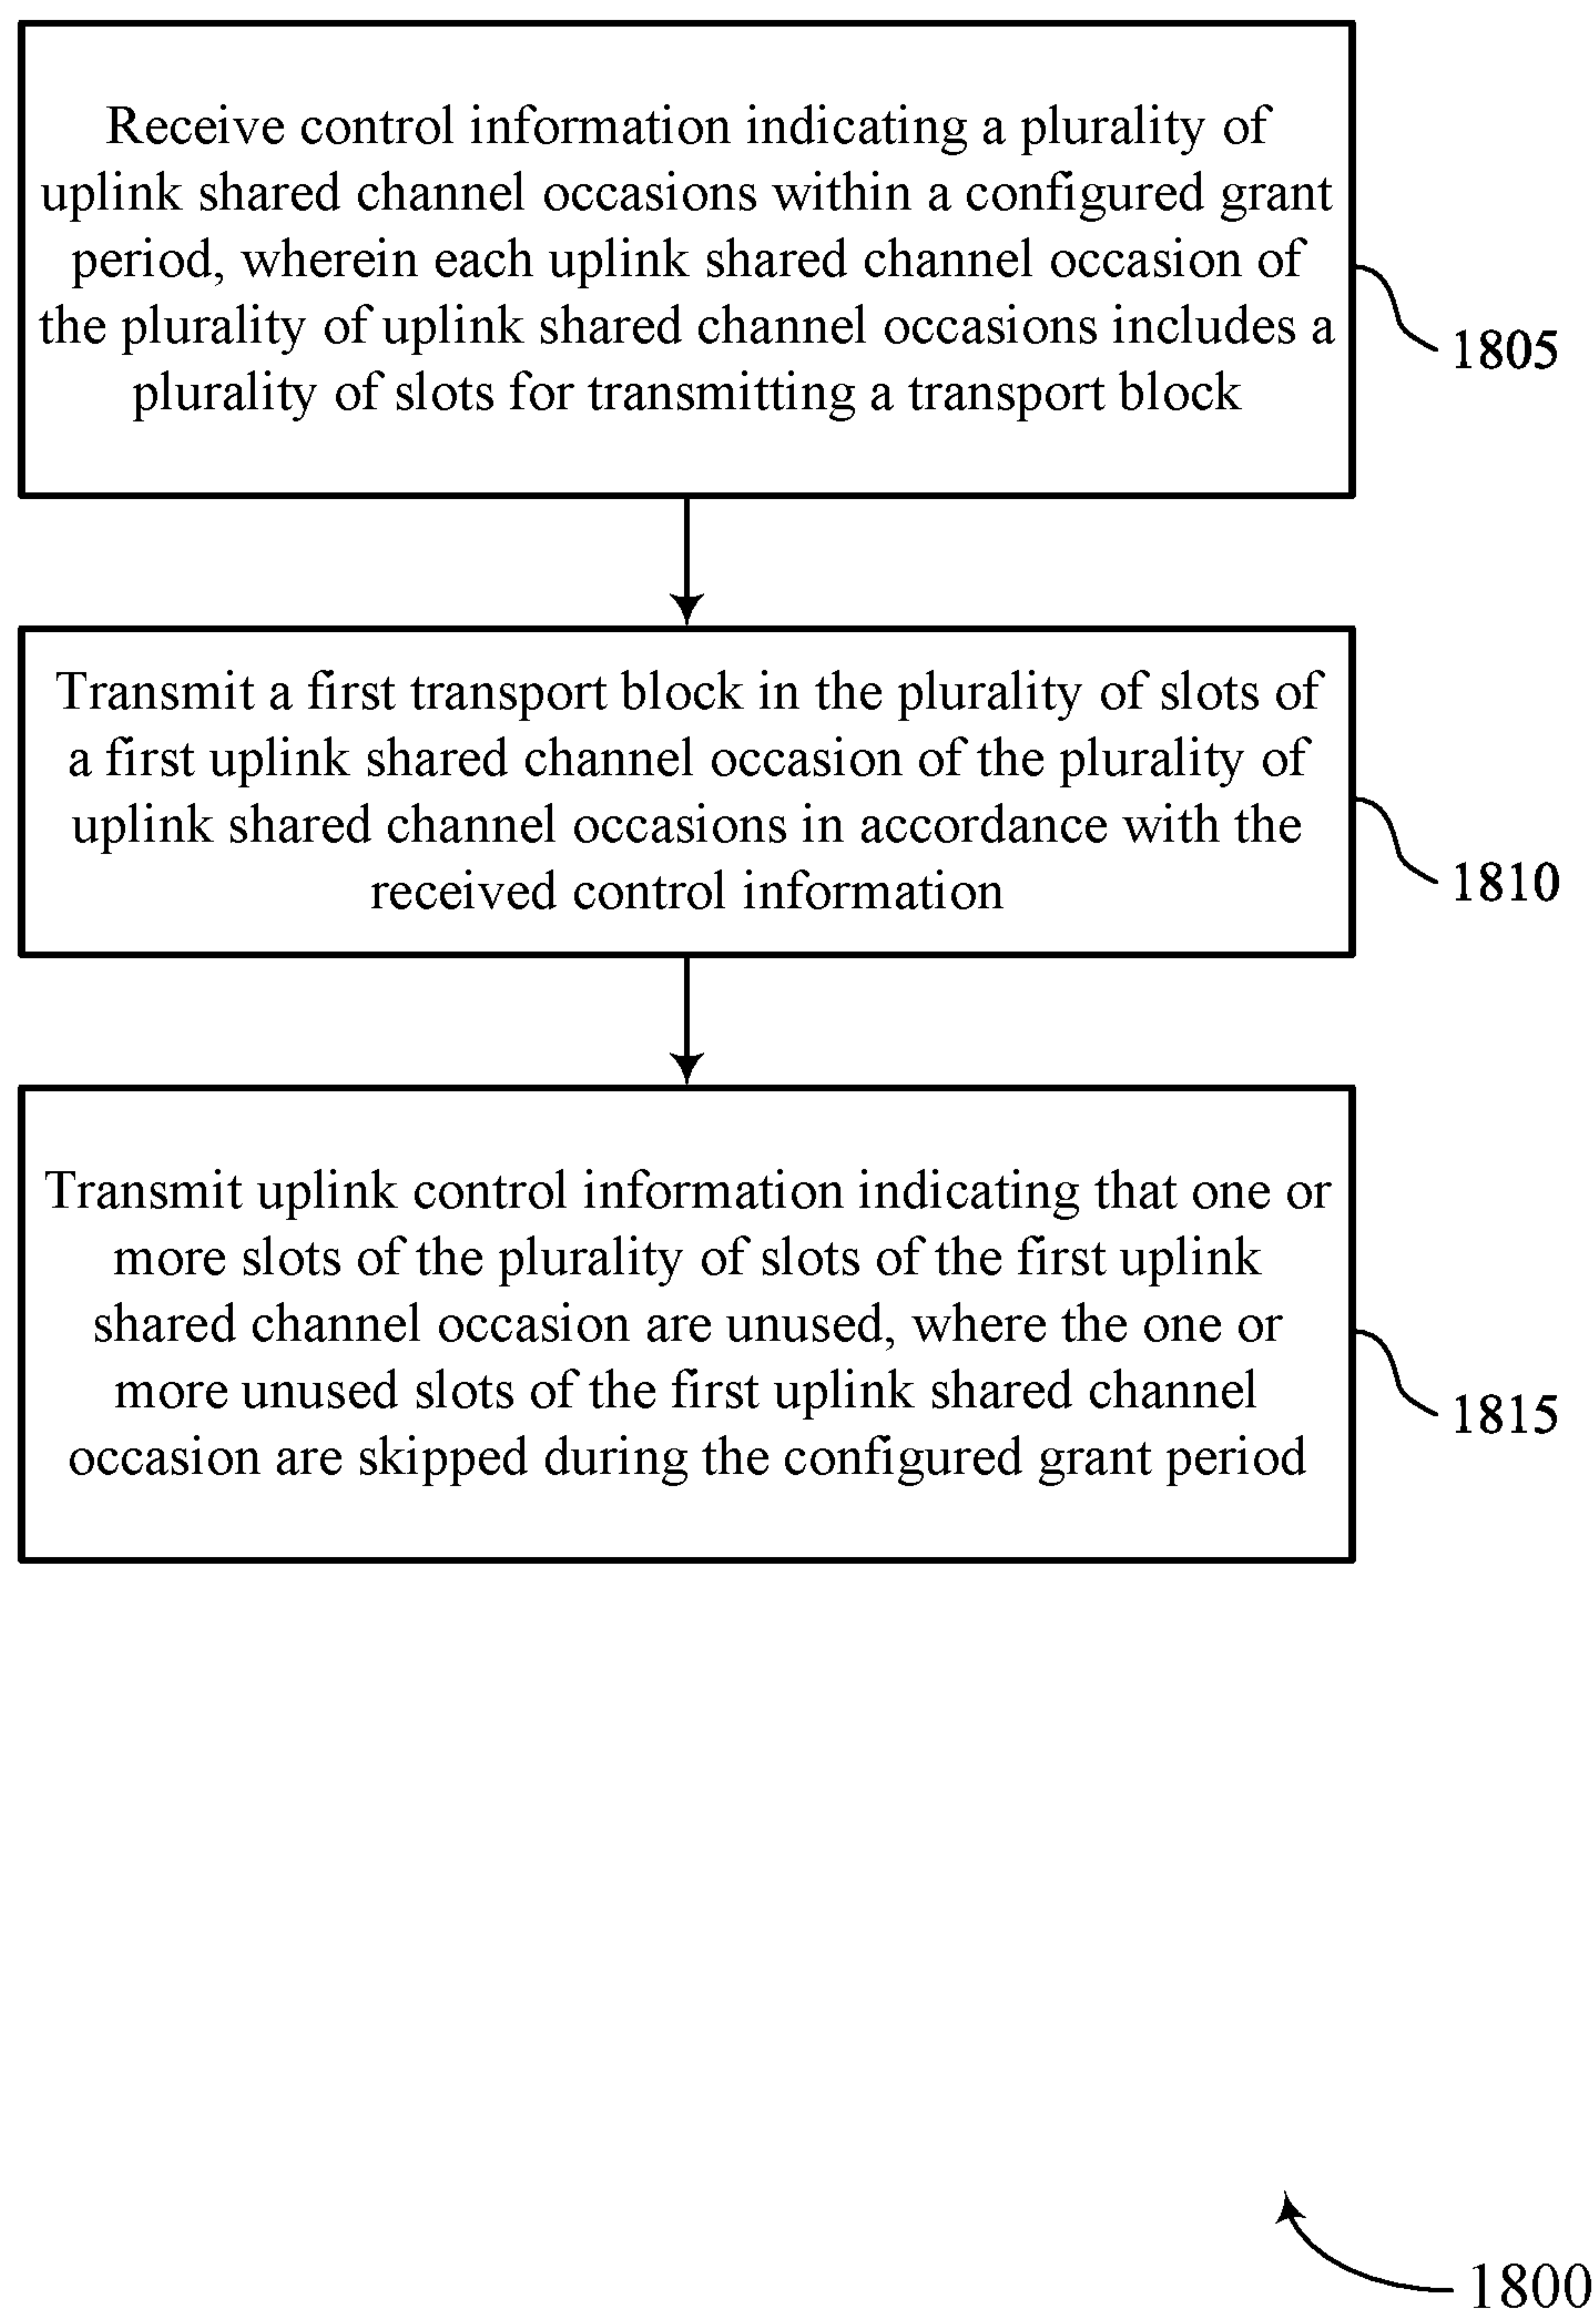 Receive control information indicating a plurality of
uplink shared channel occasions within a configured grant
period, wherein each uplink shared channel occasion of
the plurality of uplink shared channel occasions includes a
plurality of slots for transmitting a transport block
1805
Transmit a first transport block in the plurality of slots of
a first uplink shared channel occasion of the plurality of
uplink shared channel occasions in accordance with the
received control information
1810
Transmit uplink control information indicating that one or
more slots of the plurality of slots of the first uplink
shared channel occasion are unused, where the one or
more unused slots of the first uplink shared channel
occasion are skipped during the configured grant period
1815
1800